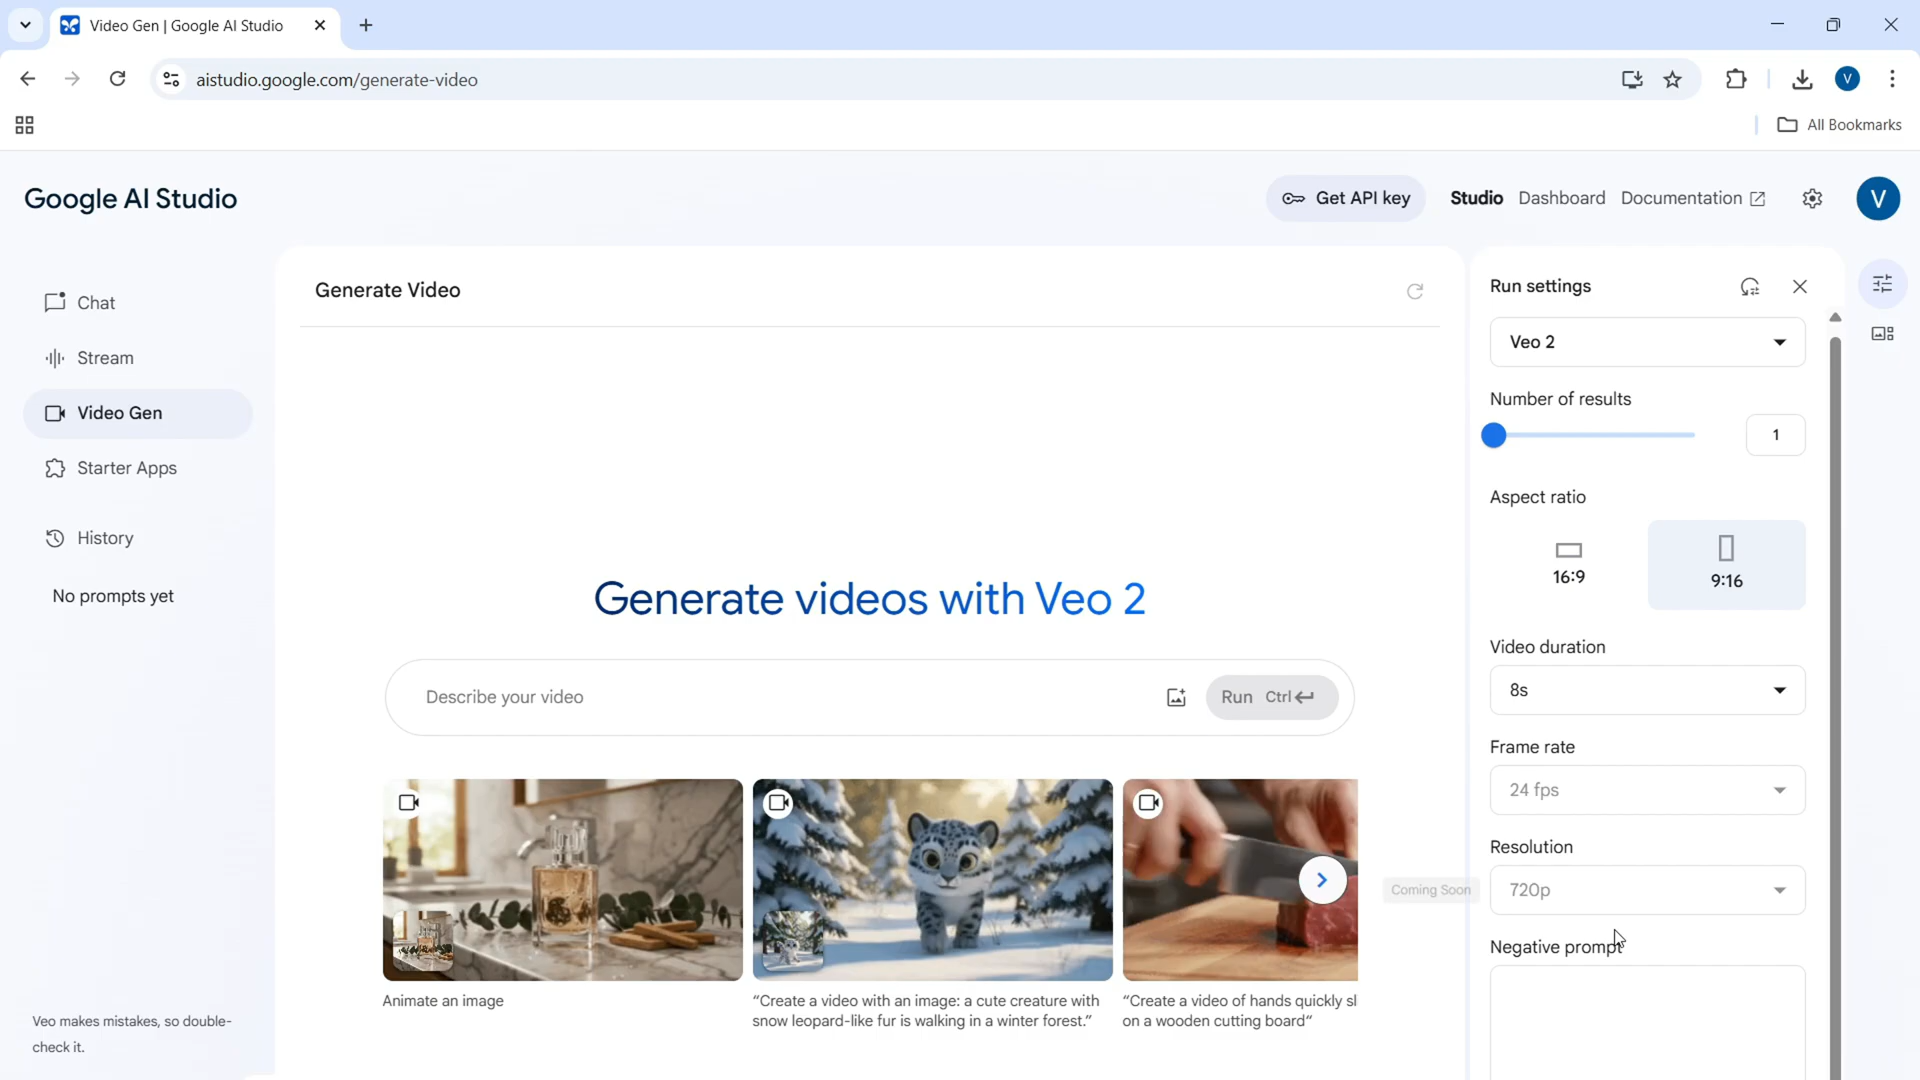 Video Gen | Google AI Studio
aistudio.google.com/generate-video
V
All Bookmarks
Google AI Studio
Get API key
Studio
Dashboard
Documentation
V
Chat
Stream
Video Gen
Starter Apps
History
No prompts yet
Veo makes mistakes, so double-
check it.
Generate Video
Generate videos with Veo 2
Describe your video
Run Ctrl
Animate an image
“Create a video with an image: a cute creature with
snow leopard-like fur is walking in a winter forest.”
“Create a video of hands quickly sl
on a wooden cutting board“
Coming Soon
Run settings
Veo 2
Number of results
1
Aspect ratio
16:9
9:16
Video duration
8s
Frame rate
24 fps
Resolution
720p
Negative prompt